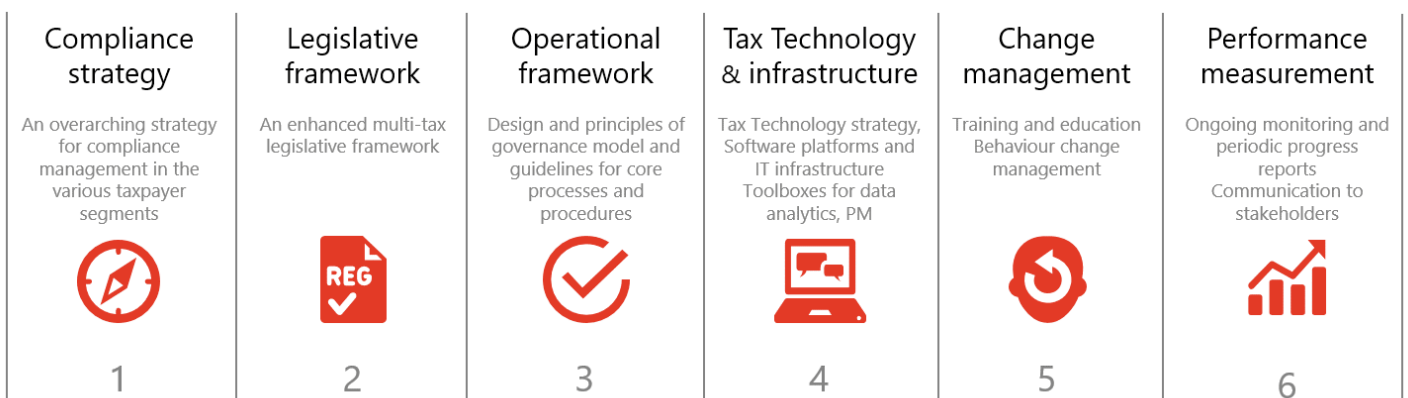 Compliance
strategy
An overarching strategy
for compliance
management in the
various taxpayer
segments
1
Legislative
framework
An enhanced multi-tax
legislative framework
REG
2
Operational
framework
Design and principles of
governance model and
guidelines for core
processes and
procedures
3
Tax Technology
& infrastructure
Tax Technology strategy,
Software platforms and
IT infrastructure
Toolboxes for data
analytics, PM
4
Change
management
Training and education
Behaviour change
management
5
Performance
measurement
Ongoing monitoring and
periodic progress
reports
Communication to
stakeholders
6